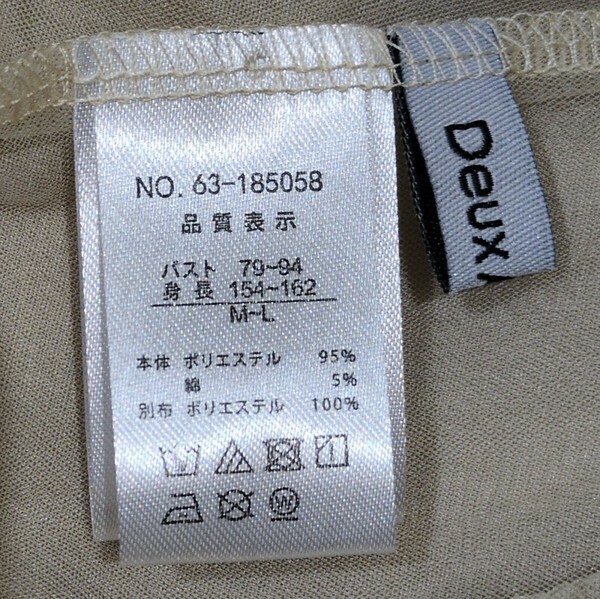 NO. 63-185058
品質表示
バスト 79~94
身長 154~162
M~L
本体 ポリエステル 95%
綿 5%
別布 ポリエステル 100%
W
Deux